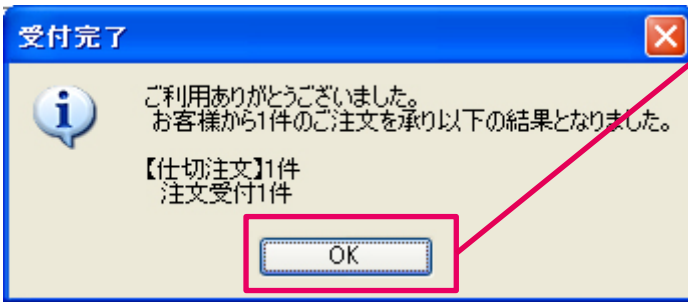 受付完了
ご利用ありがとうございました。
お客様から1件のご注文を承り以下の結果となりました。
【仕切注文】1件
注文受付1件
OK